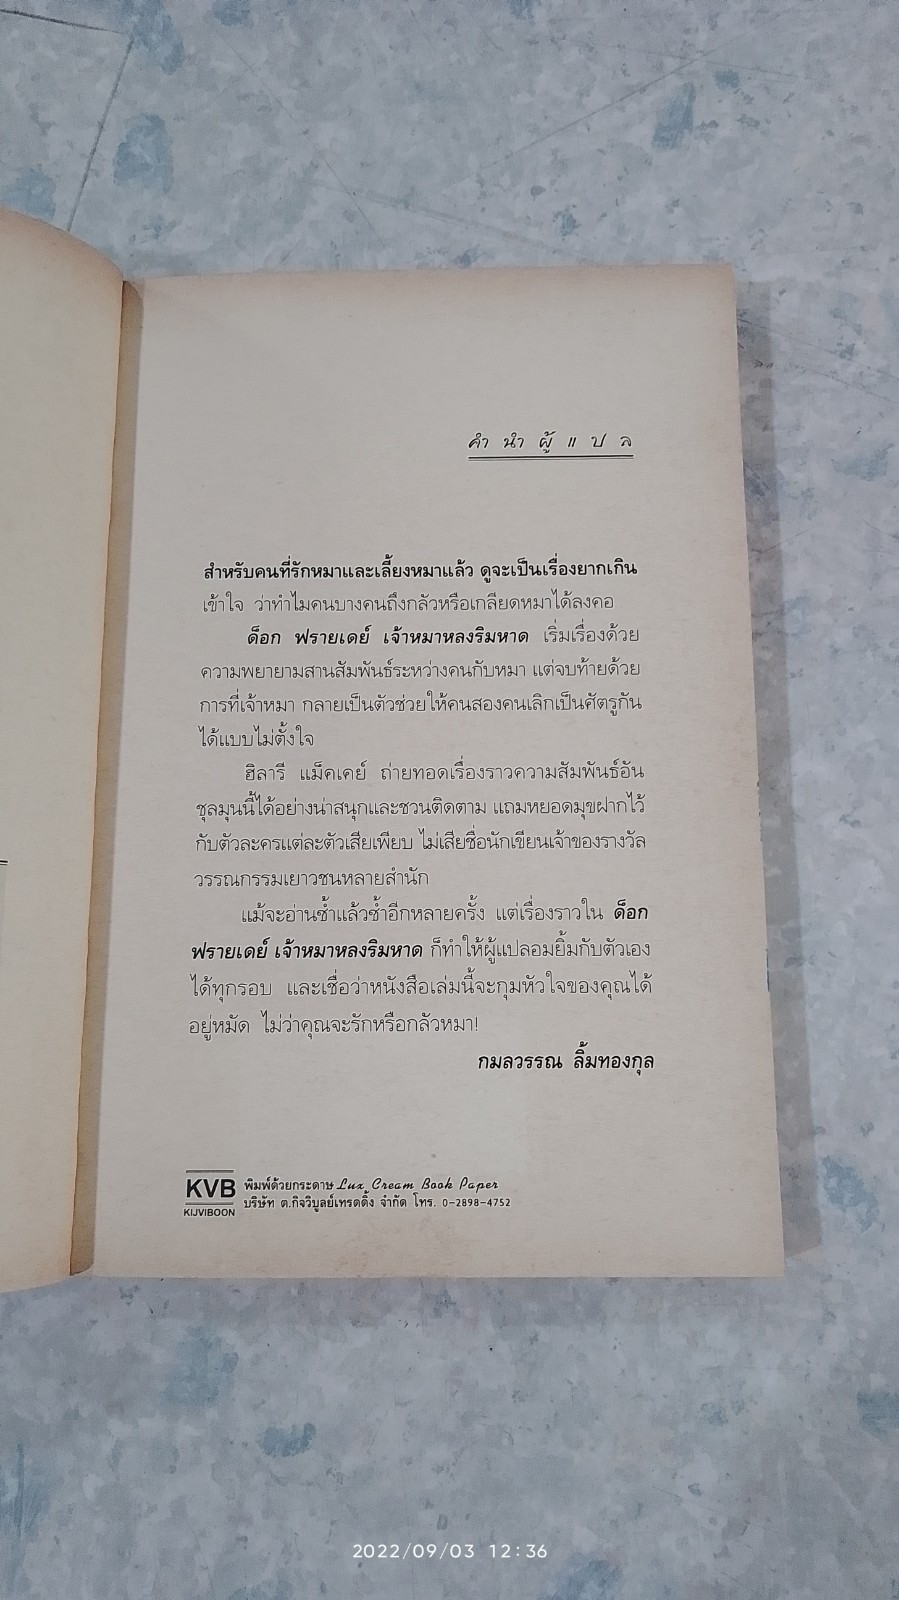 คำนำผู้แปล
สำหรับคนที่รักหมาและเลี้ยงหมาแล้ว ดูจะเป็นเรื่องยากเกิน
เข้าใจ ว่าทำไมคนบางคนถึงกลัวหรือเกลียดหมาได้ลงคอ
ด็อก ฟรายเดย์ เจ้าหมาหลงริมหาด เริ่มเรื่องด้วย
ความพยายามสานสัมพันธ์ระหว่างคนกับหมา แต่จบท้ายด้วย
การที่เจ้าหมา กลายเป็นตัวช่วยให้คนสองคนเลิกเป็นศัตรูกัน
ได้แบบไม่ตั้งใจ
ฮิลารี แม็คเคย์ ถ่ายทอดเรื่องราวความสัมพันธ์อัน
ชุลมุนนี้ได้อย่างน่าสนุกและชวนติดตาม แถมหยอดมุขฝากไว้
กับตัวละครแต่ละตัวเสียเพียบ ไม่เสียชื่อนักเขียนเจ้าของรางวัล
วรรณกรรมเยาวชนหลายสำนัก
แม้จะอ่านซ้ำแล้วซ้ำอีกหลายครั้ง แต่เรื่องราวใน ด็อก
ฟรายเดย์ เจ้าหมาหลงริมหาด ก็ทำให้ผู้แปลอมยิ้มกับตัวเอง
ได้ทุกรอบ และเชื่อว่าหนังสือเล่มนี้จะกุมหัวใจของคุณได้
อยู่หมัด ไม่ว่าคุณจะรักหรือกลัวหมา!
กมลวรรณ ลิ้มทองกุล
KVB พิมพ์ด้วยกระดาษ Lux Cream Book Paper
KIJVIBOON บริษัท ต.กิจวิบูลย์เทรดดิ้ง จำกัด โทร. 0-2898-4752
2022/09/03 12:36